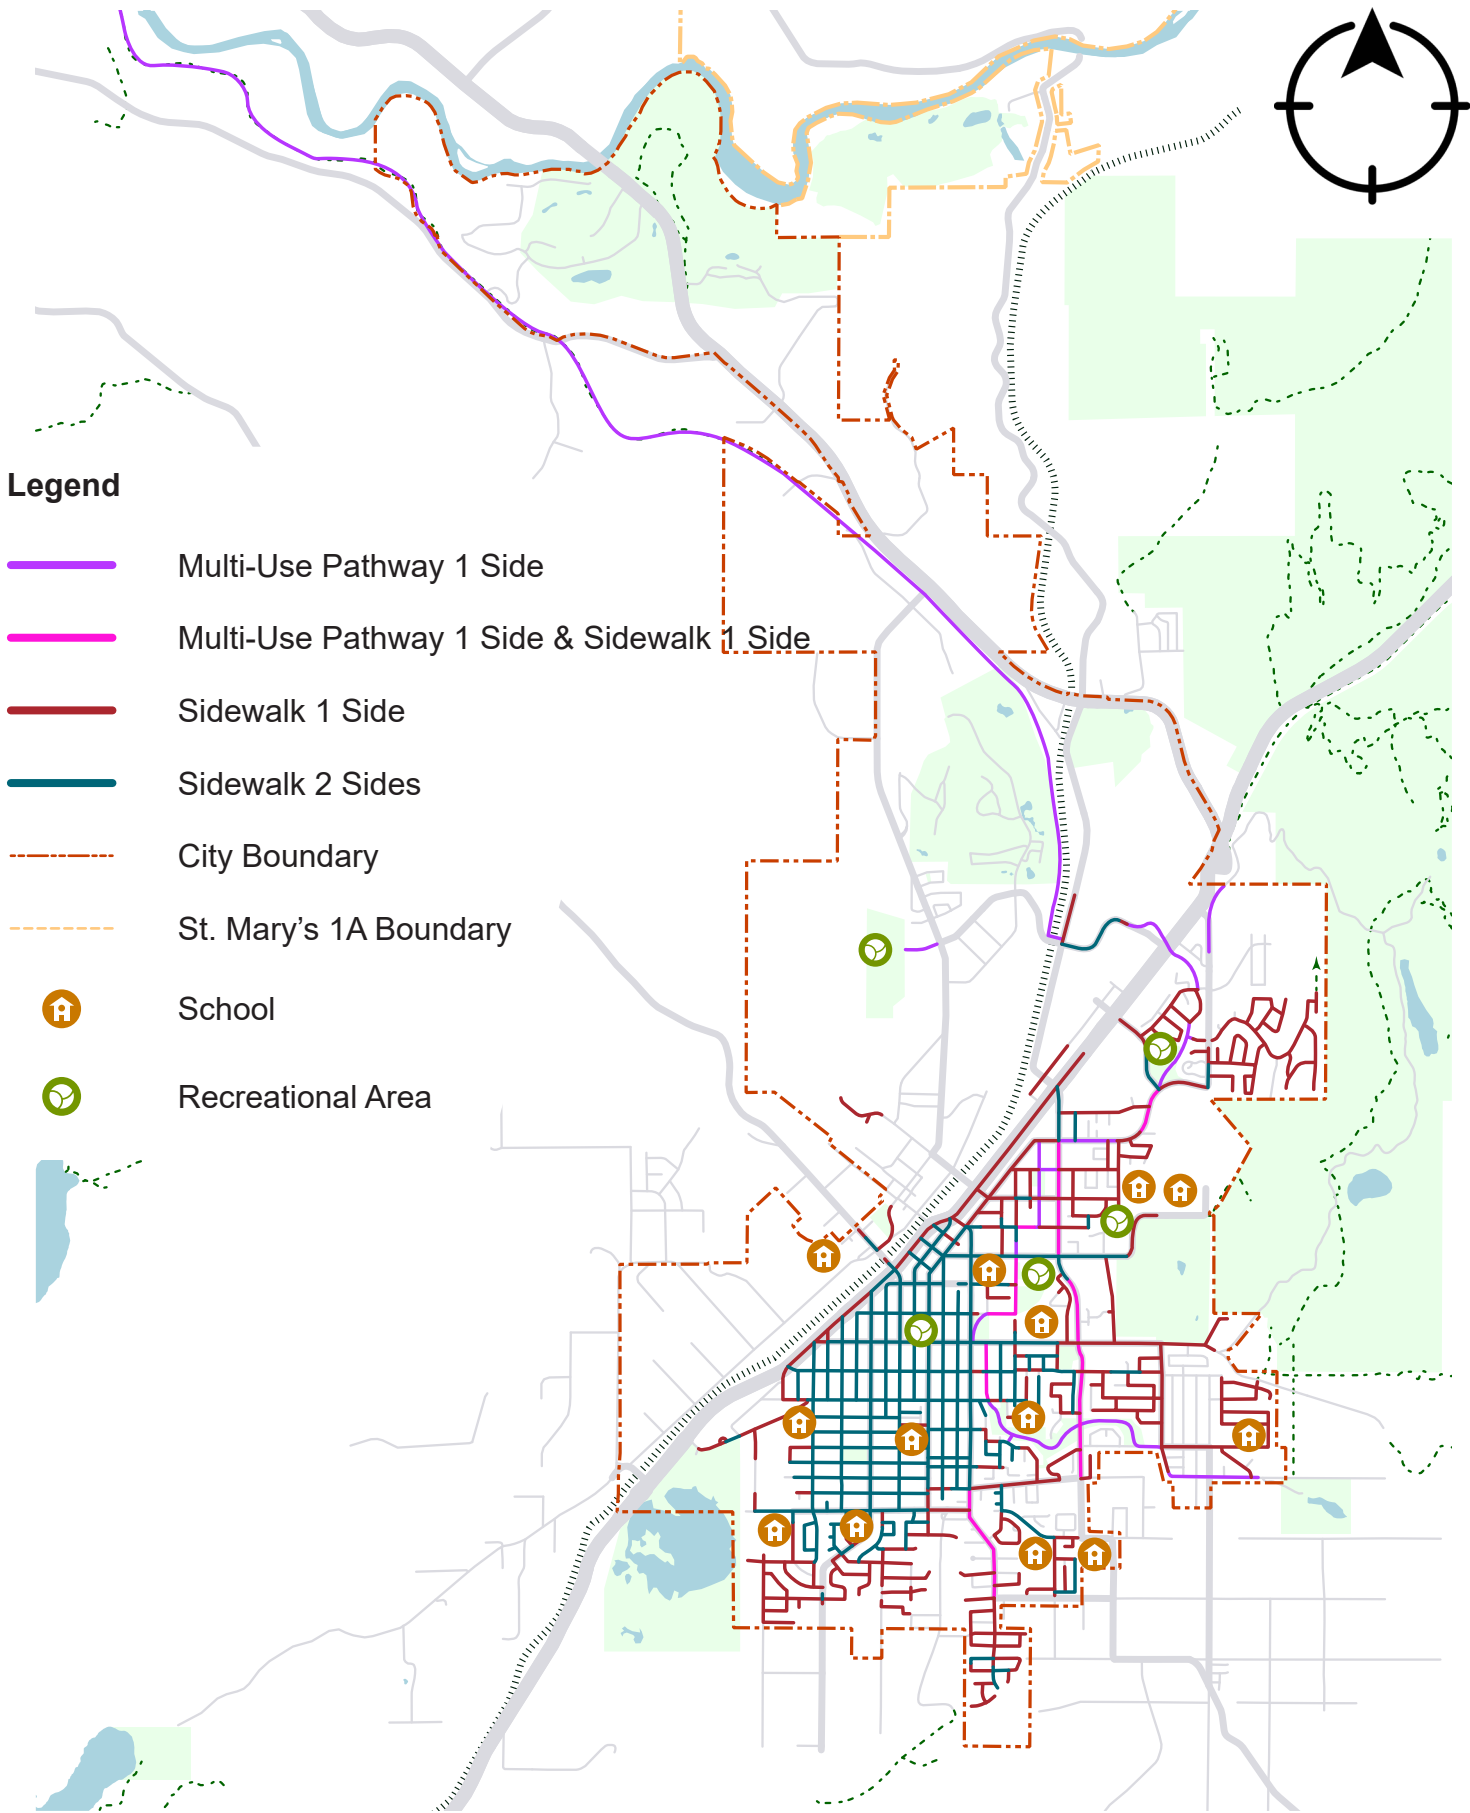 Legend
Multi-Use Pathway 1 Side
Multi-Use Pathway 1 Side & Sidewalk 1 Side
Sidewalk 1 Side
Sidewalk 2 Sides
City Boundary
St. Mary’s 1A Boundary
School
Recreational Area